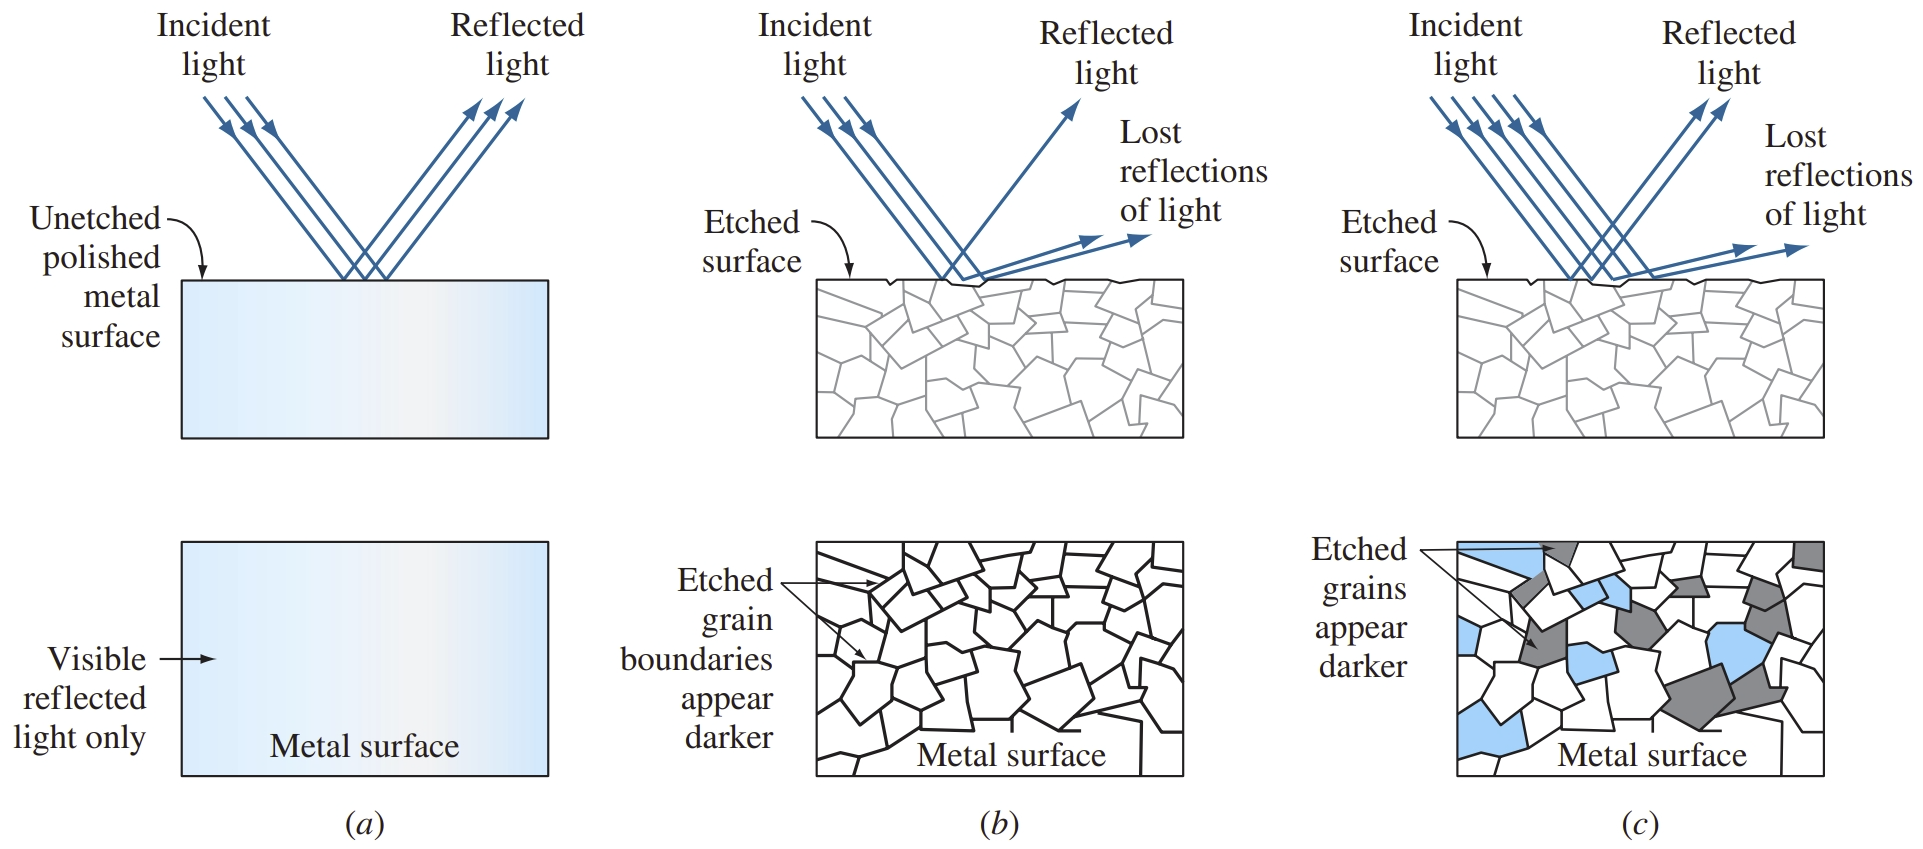 Incident
light
Reflected
light
Unetched
polished
metal
surface
Visible
reflected
light only
Metal surface
(a)
Incident
light
Reflected
light
Lost
reflections
of light
Etched
surface
Etched
grain
boundaries
appear
darker
Metal surface
(b)
Incident
light
Reflected
light
Lost
reflections
of light
Etched
surface
Etched
grains
appear
darker
Metal surface
(c)